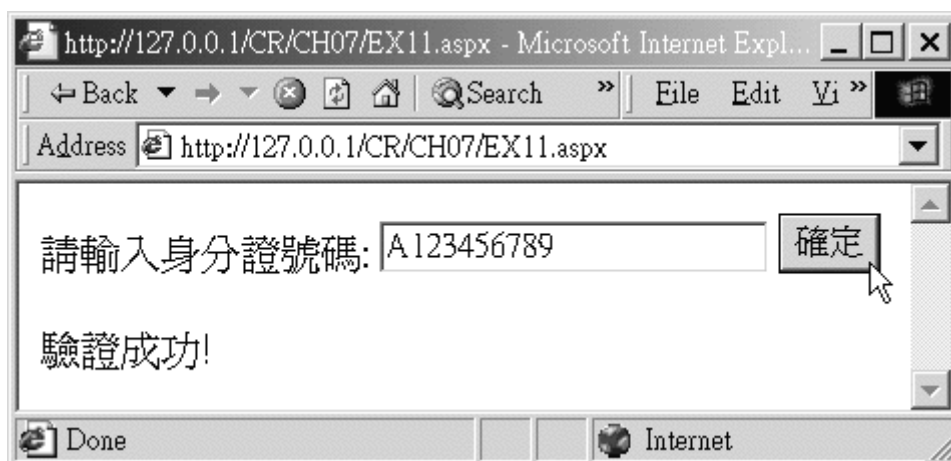 http://127.0.0.1/CR/CH07/EX11.aspx - Microsoft Internet Expl...
Back Search » File Edit Vi »
Address http://127.0.0.1/CR/CH07/EX11.aspx
請輸入身分證號碼: A123456789 確定
驗證成功!
Done Internet